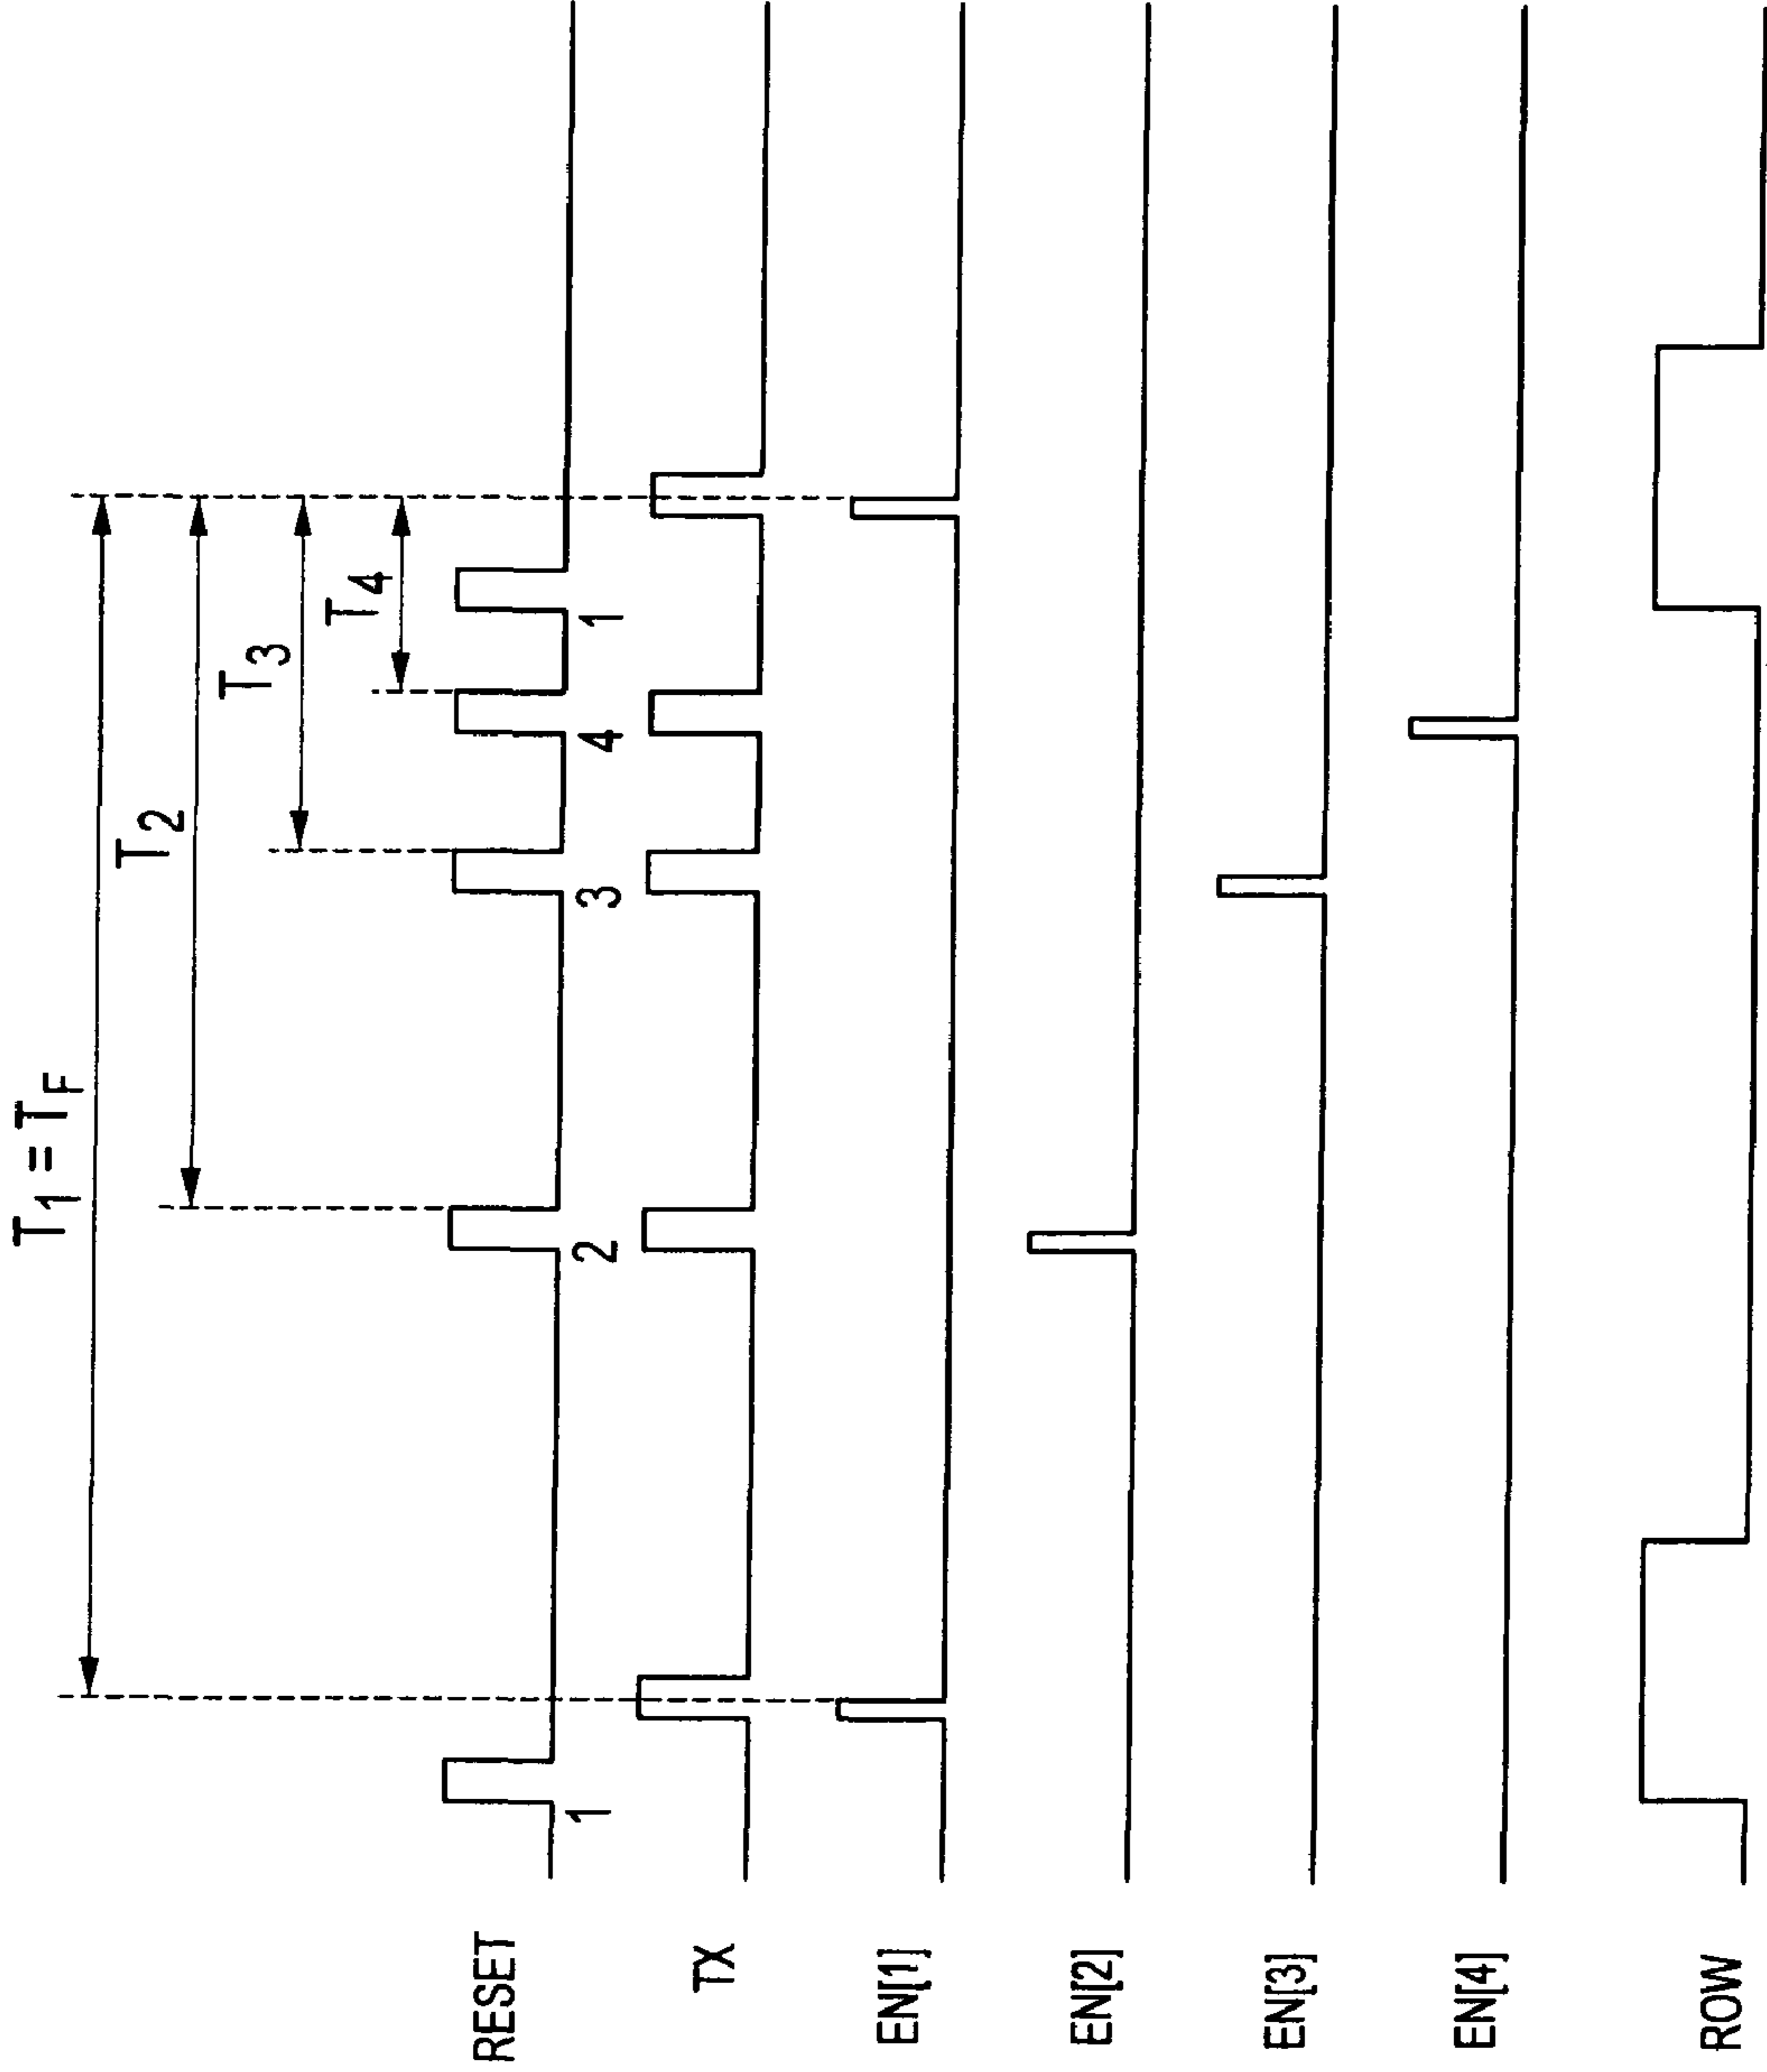 T₁ = T_F
T₂
T₃
T₄
RESET
1
2
3
4
1
TX
EN[1]
EN[2]
EN[3]
EN[4]
ROW